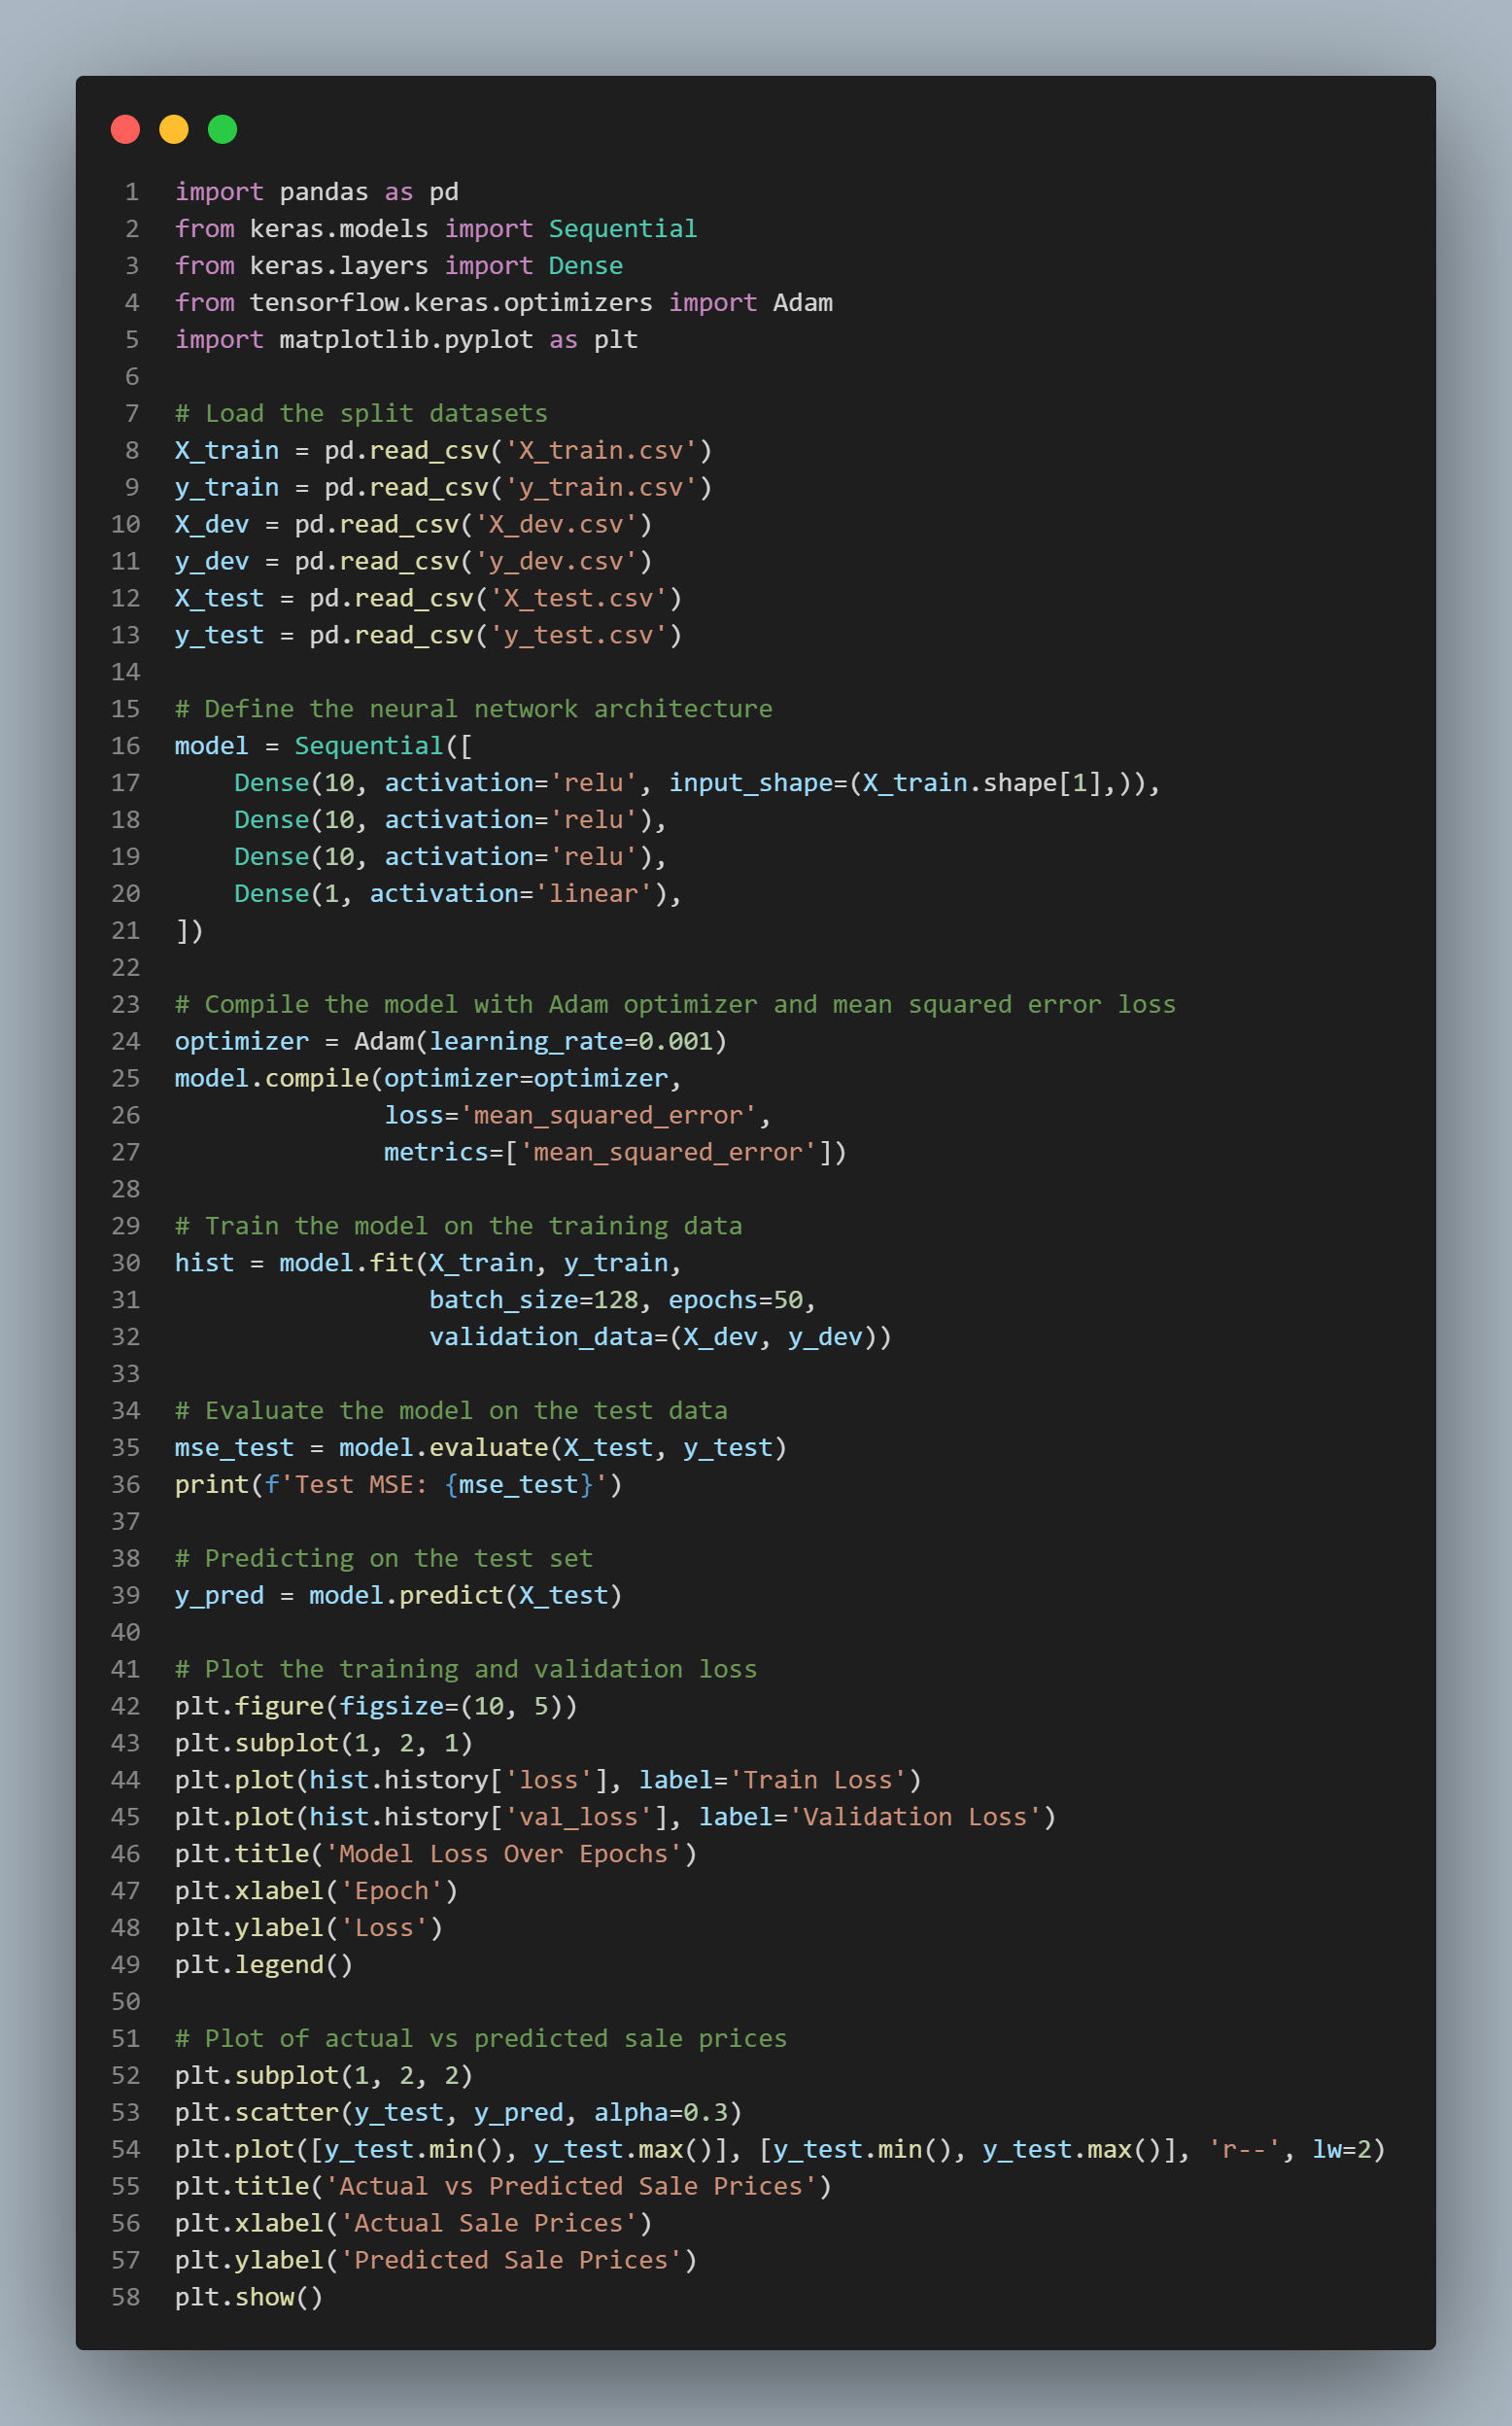 1 import pandas as pd
2 from keras.models import Sequential
3 from keras.layers import Dense
4 from tensorflow.keras.optimizers import Adam
5 import matplotlib.pyplot as plt
6
7 # Load the split datasets
8 X_train = pd.read_csv('X_train.csv')
9 y_train = pd.read_csv('y_train.csv')
10 X_dev = pd.read_csv('X_dev.csv')
11 y_dev = pd.read_csv('y_dev.csv')
12 X_test = pd.read_csv('X_test.csv')
13 y_test = pd.read_csv('y_test.csv')
14
15 # Define the neural network architecture
16 model = Sequential([
17     Dense(10, activation='relu', input_shape=(X_train.shape[1],)),
18     Dense(10, activation='relu'),
19     Dense(10, activation='relu'),
20     Dense(1, activation='linear'),
21 ])
22
23 # Compile the model with Adam optimizer and mean squared error loss
24 optimizer = Adam(learning_rate=0.001)
25 model.compile(optimizer=optimizer,
26               loss='mean_squared_error',
27               metrics=['mean_squared_error'])
28
29 # Train the model on the training data
30 hist = model.fit(X_train, y_train,
31                  batch_size=128, epochs=50,
32                  validation_data=(X_dev, y_dev))
33
34 # Evaluate the model on the test data
35 mse_test = model.evaluate(X_test, y_test)
36 print(f'Test MSE: {mse_test}')
37
38 # Predicting on the test set
39 y_pred = model.predict(X_test)
40
41 # Plot the training and validation loss
42 plt.figure(figsize=(10, 5))
43 plt.subplot(1, 2, 1)
44 plt.plot(hist.history['loss'], label='Train Loss')
45 plt.plot(hist.history['val_loss'], label='Validation Loss')
46 plt.title('Model Loss Over Epochs')
47 plt.xlabel('Epoch')
48 plt.ylabel('Loss')
49 plt.legend()
50
51 # Plot of actual vs predicted sale prices
52 plt.subplot(1, 2, 2)
53 plt.scatter(y_test, y_pred, alpha=0.3)
54 plt.plot([y_test.min(), y_test.max()], [y_test.min(), y_test.max()], 'r--', lw=2)
55 plt.title('Actual vs Predicted Sale Prices')
56 plt.xlabel('Actual Sale Prices')
57 plt.ylabel('Predicted Sale Prices')
58 plt.show()